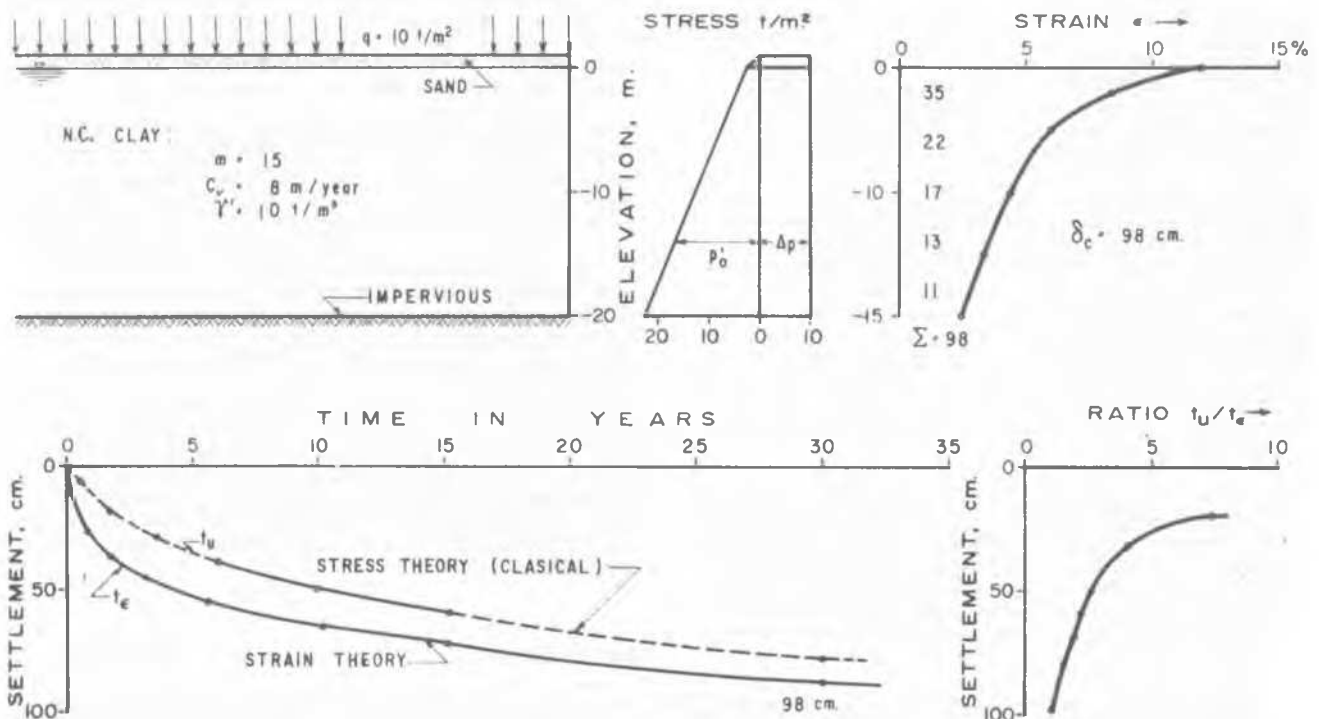 q = 10 t/m²
SAND
N.C. CLAY:
m = 15
Cᵥ = 8 m/year
γ' = 10 t/m³
IMPERVIOUS
0
-10
-20
ELEVATION, m.
STRESS t/m²
p'₀
Δp
20 10 0 10
STRAIN ϵ →
0 5 10 15%
0
-10
-15
35
22
17
13
11
Σ = 98
δc = 98 cm.
TIME IN YEARS
0 5 10 15 20 25 30 35
0
50
100
SETTLEMENT, cm.
tᵤ
tϵ
STRESS THEORY (CLASICAL)
STRAIN THEORY
98 cm.
RATIO tᵤ/tϵ →
0 5 10
0
50
100
SETTLEMENT, cm.